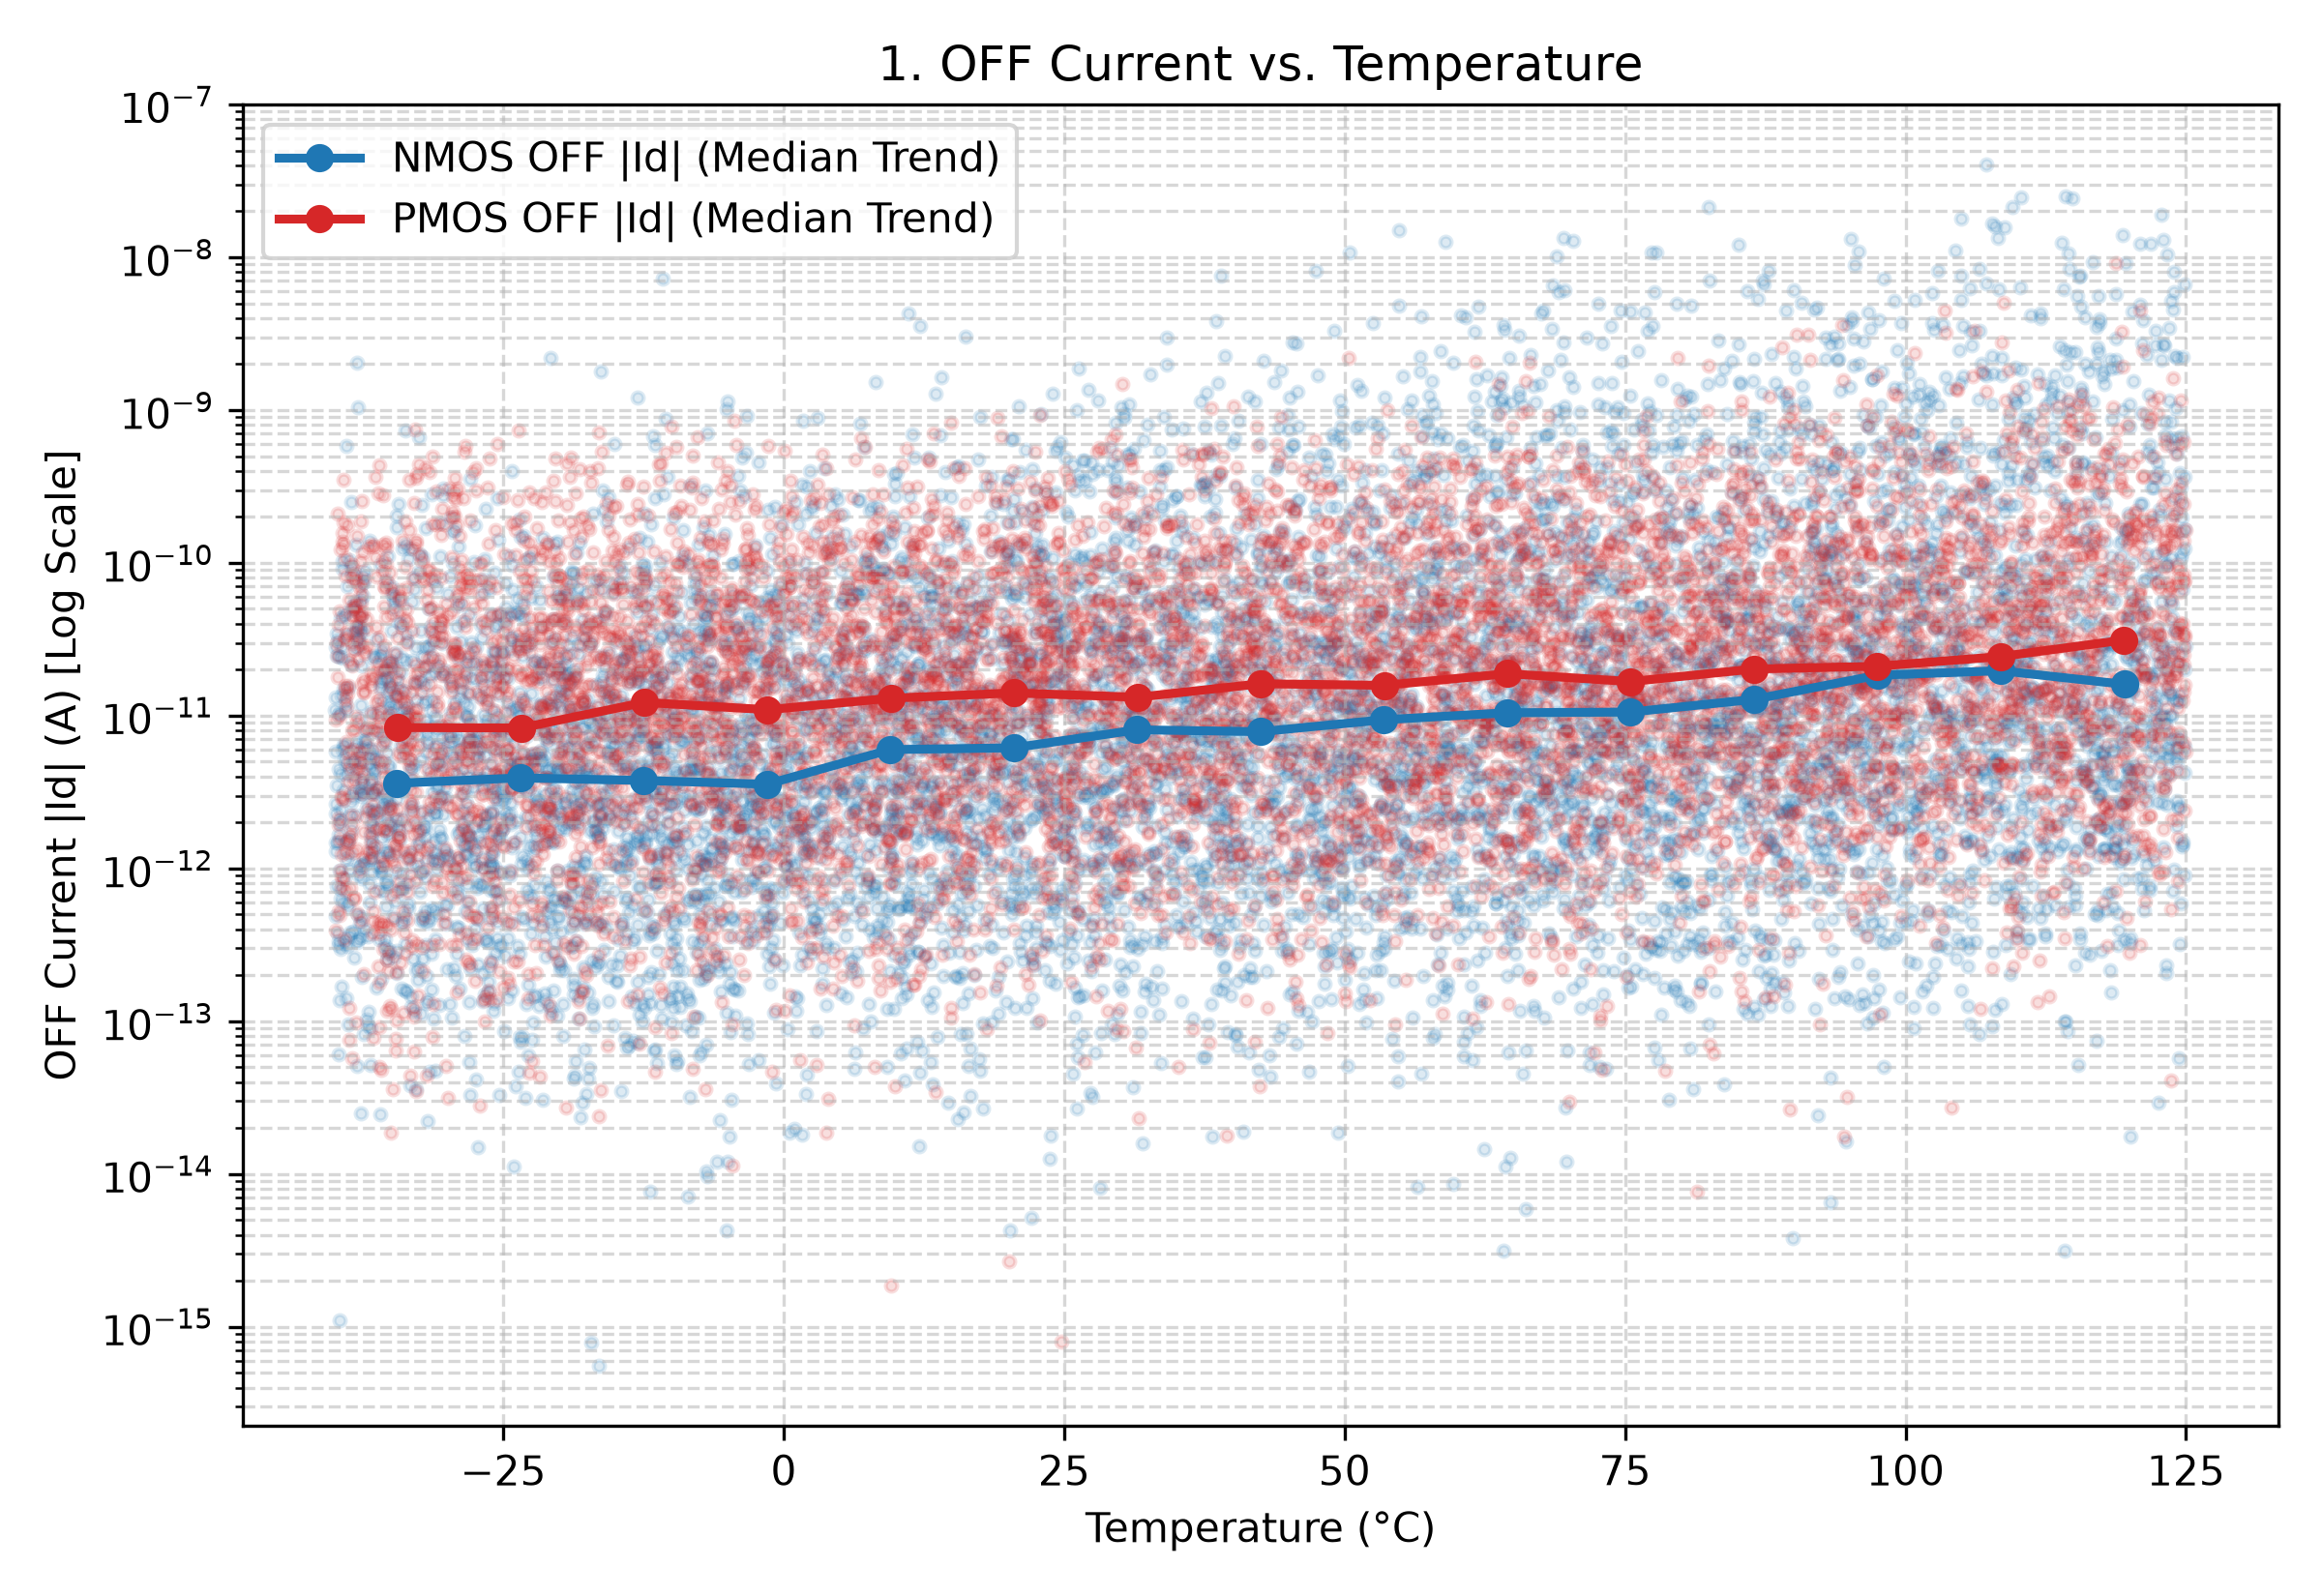 1. OFF Current vs. Temperature
NMOS OFF |Id| (Median Trend)
PMOS OFF |Id| (Median Trend)
OFF Current |Id| (A) [Log Scale]
10⁻⁷
10⁻⁸
10⁻⁹
10⁻¹⁰
10⁻¹¹
10⁻¹²
10⁻¹³
10⁻¹⁴
10⁻¹⁵
−25 0 25 50 75 100 125
Temperature (°C)